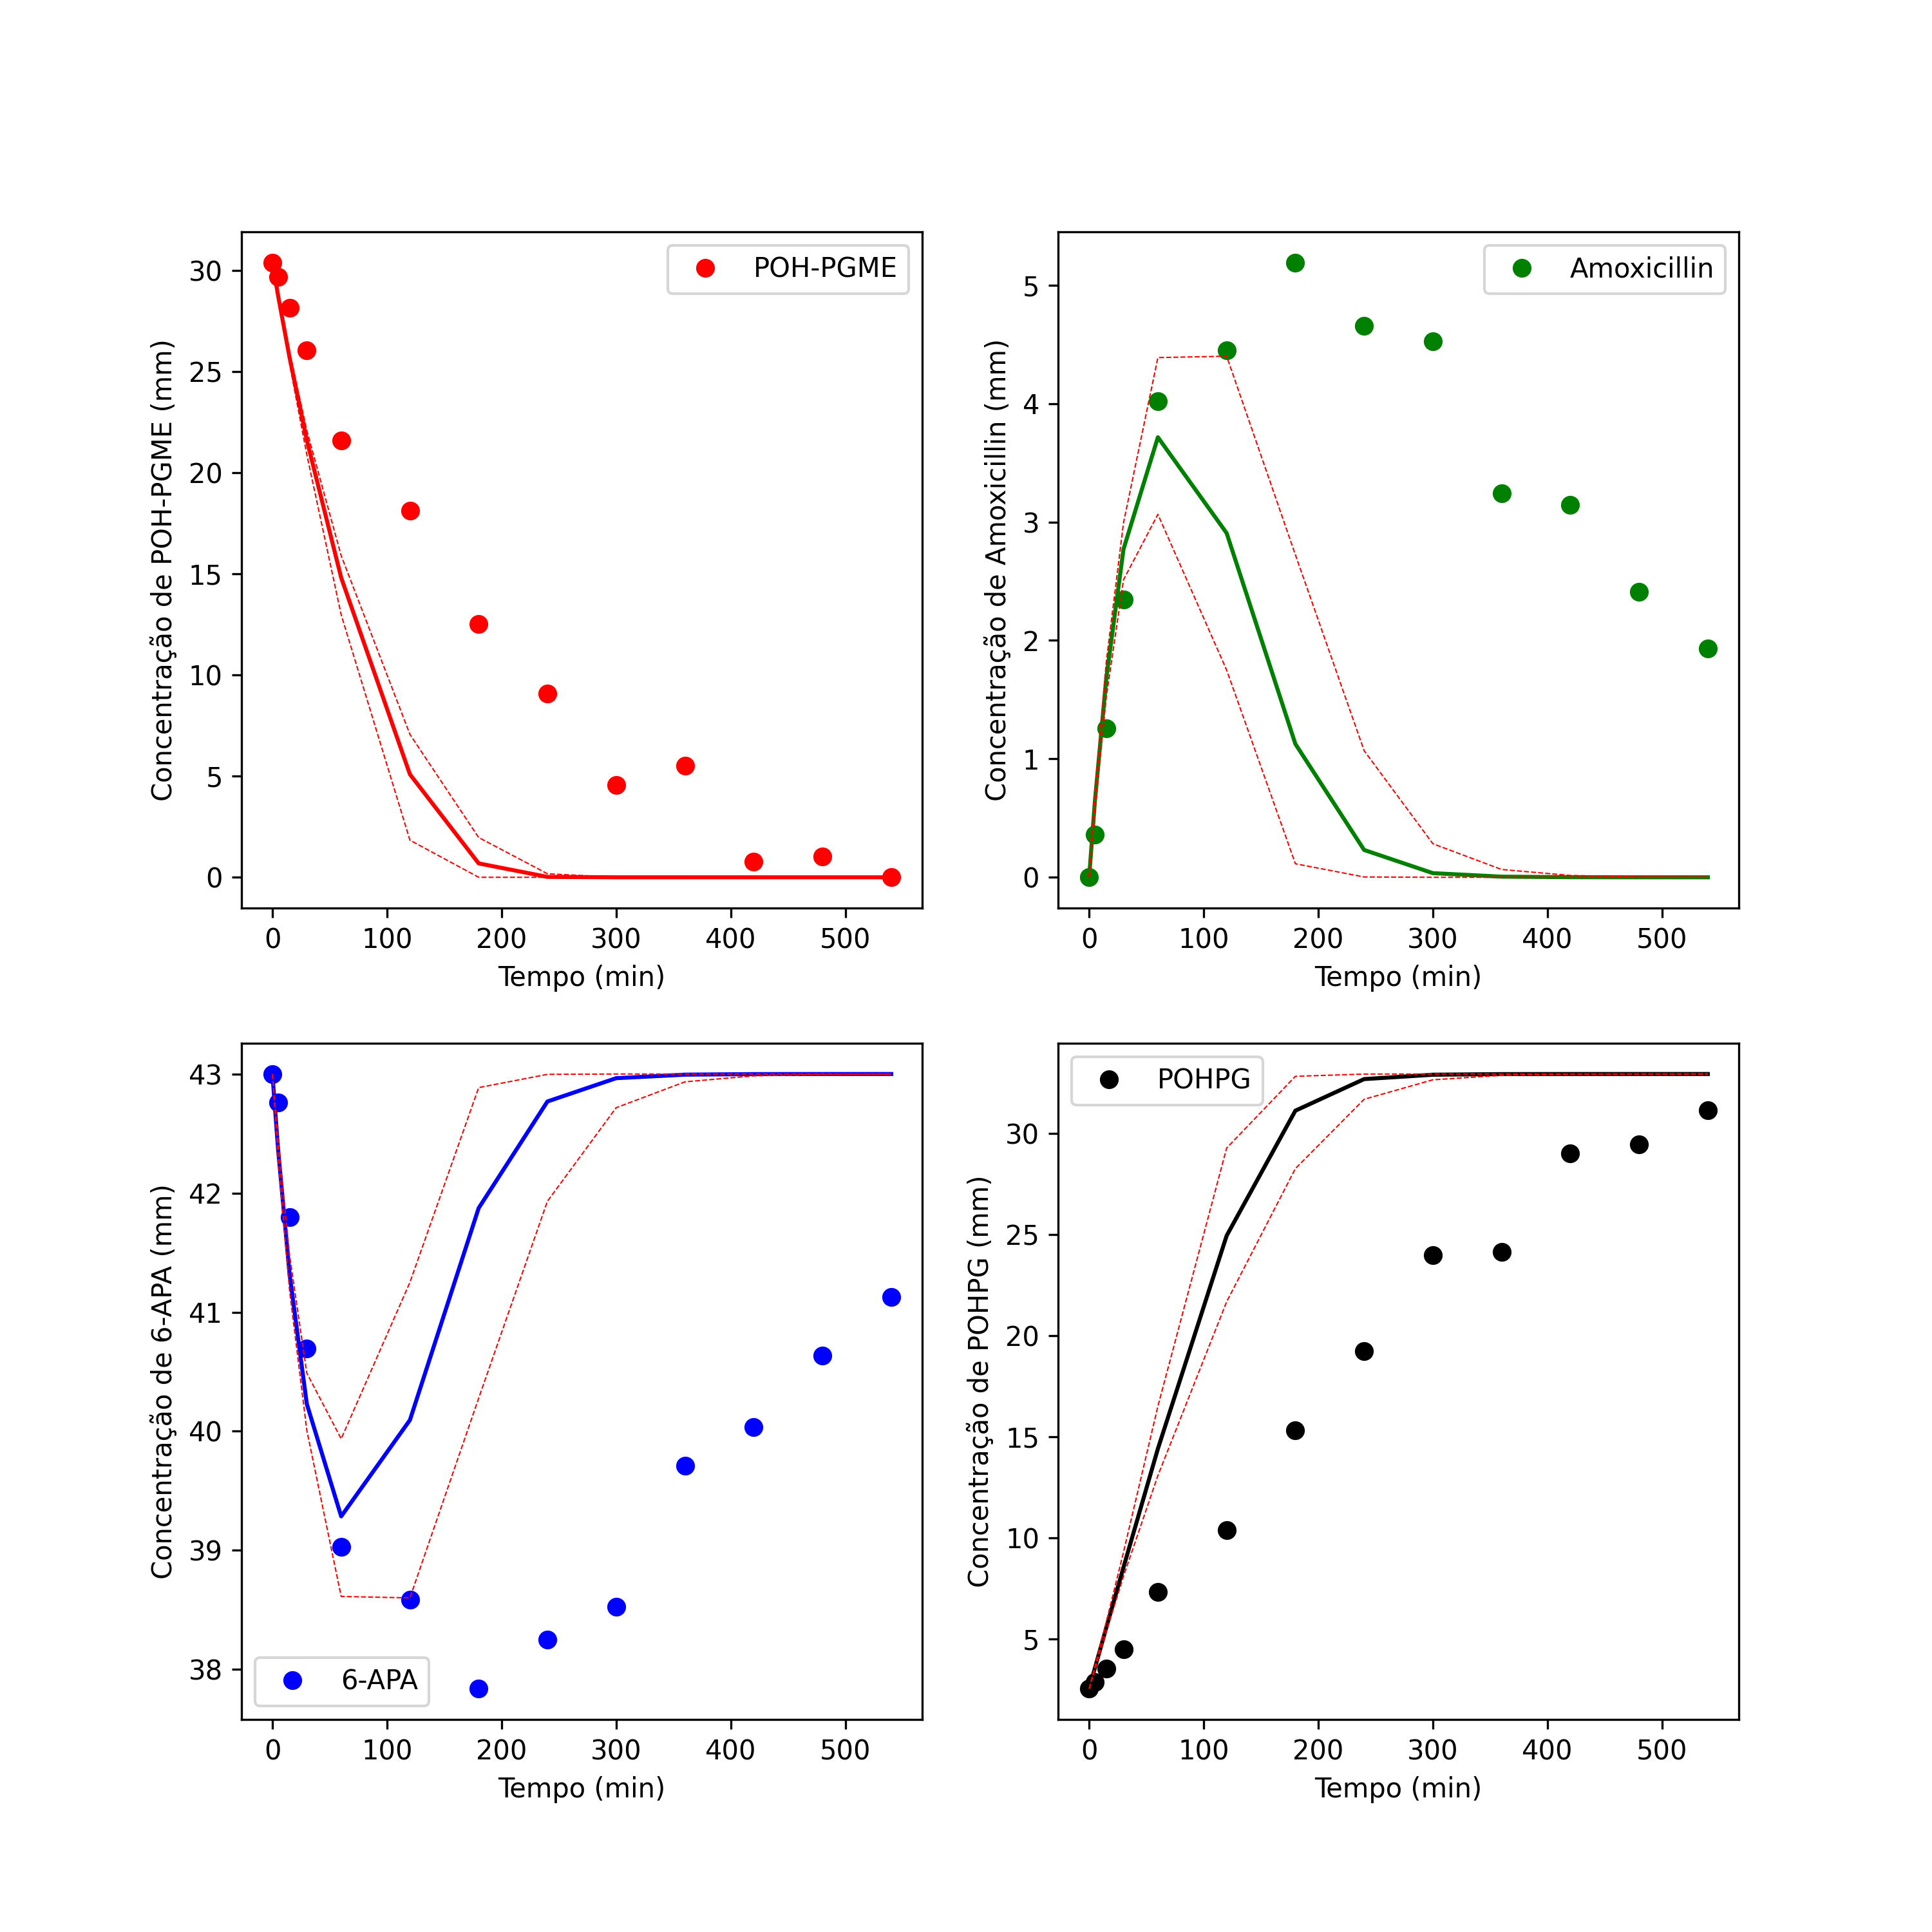 POH-PGME
Concentração de POH-PGME (mm)
30
25
20
15
10
5
0
0 100 200 300 400 500
Tempo (min)
Amoxicillin
Concentração de Amoxicillin (mm)
5
4
3
2
1
0
0 100 200 300 400 500
Tempo (min)
6-APA
Concentração de 6-APA (mm)
43
42
41
40
39
38
0 100 200 300 400 500
Tempo (min)
POHPG
Concentração de POHPG (mm)
30
25
20
15
10
5
0 100 200 300 400 500
Tempo (min)